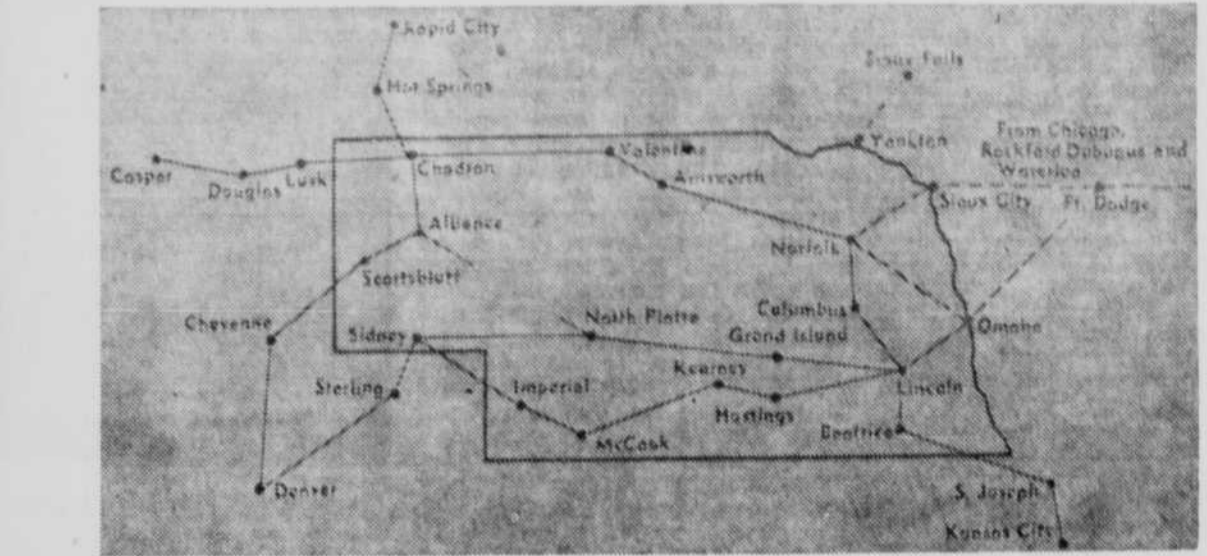 Rapid City
Sioux Falls
Hot Springs
Yankton
From Chicago,
Rockford Dubuque and
Waterloo
Casper
Douglas
Lusk
Chadron
Valentine
Ainsworth
Sioux City
Ft. Dodge
Alliance
Norfolk
Scottsbluff
Cheyenne
Sidney
North Platte
Columbus
Grand Island
Omaha
Kearney
Sterling
Imperial
Lincoln
Hastings
McCook
Beatrice
Denver
S. Joseph
Kansas City